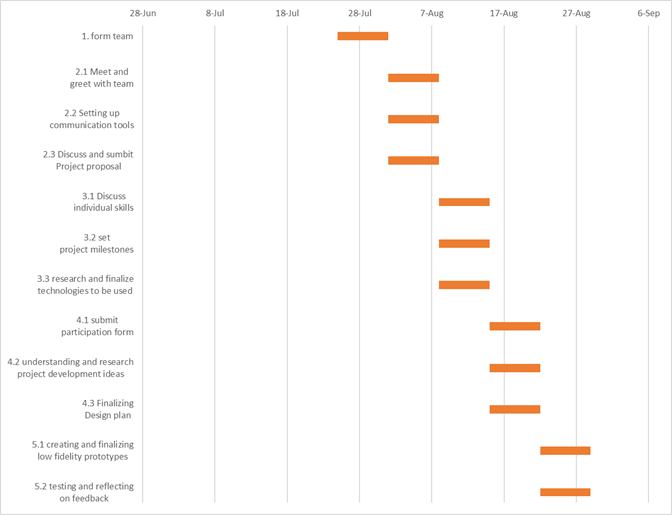 28-Jun 8-Jul 18-Jul 28-Jul 7-Aug 17-Aug 27-Aug 6-Sep
1. form team
2.1 Meet and
greet with team
2.2 Setting up
communication tools
2.3 Discuss and sumbit
Project proposal
3.1 Discuss
individual skills
3.2 set
project milestones
3.3 research and finalize
technologies to be used
4.1 submit
participation form
4.2 understanding and research
project development ideas
4.3 Finalizing
Design plan
5.1 creating and finalizing
low fidelity prototypes
5.2 testing and reflecting
on feedback